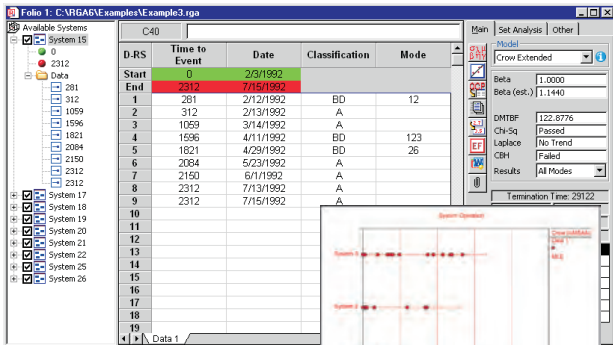 Folio 1: C:\RGA6\Examples\Example3.rga
Available Systems
System 15
0
2312
Data
281
312
1059
1596
1821
2084
2150
2312
2312
System 17
System 18
System 19
System 20
System 21
System 22
System 25
System 26
C40
D-RS Time to Event Date Classification Mode
Start 0 2/3/1992
End 2312 7/15/1992
1 281 2/12/1992 BD 12
2 312 2/13/1992 A
3 1059 3/14/1992 A
4 1596 4/11/1992 BD 123
5 1821 4/29/1992 BD 26
6 2084 5/23/1992 A
7 2150 6/1/1992 A
8 2312 7/13/1992 A
9 2312 7/15/1992 A
10
11
12
13
14
15
16
17
18
19
Data 1
Main Set Analysis Other
Model
Crow Extended
Beta 1.0000
Beta (est.) 1.1440
DMTBF 122.8776
Chi-Sq Passed
Laplace No Trend
CBH Failed
Results All Modes
Termination Time: 29122
System Operation